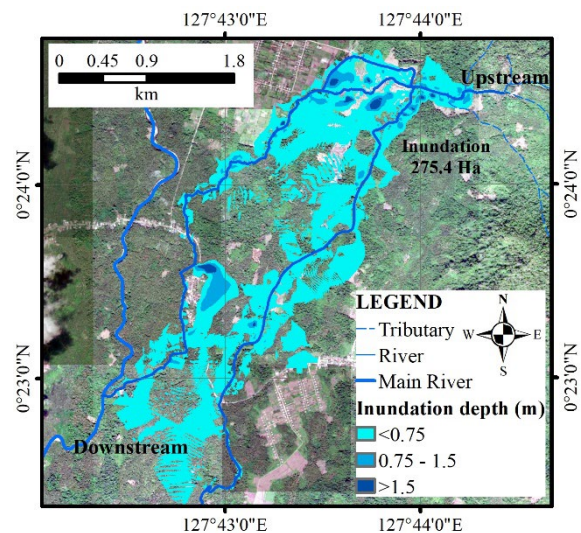 127°43'0"E 127°44'0"E
0 0.45 0.9 1.8
km
Upstream
Inundation
275.4 Ha
0°24'0"N 0°24'0"N
LEGEND
N
W E
S
Tributary
River
Main River
0°23'0"N 0°23'0"N
Inundation depth (m)
<0.75
0.75 - 1.5
>1.5
Downstream
127°43'0"E 127°44'0"E